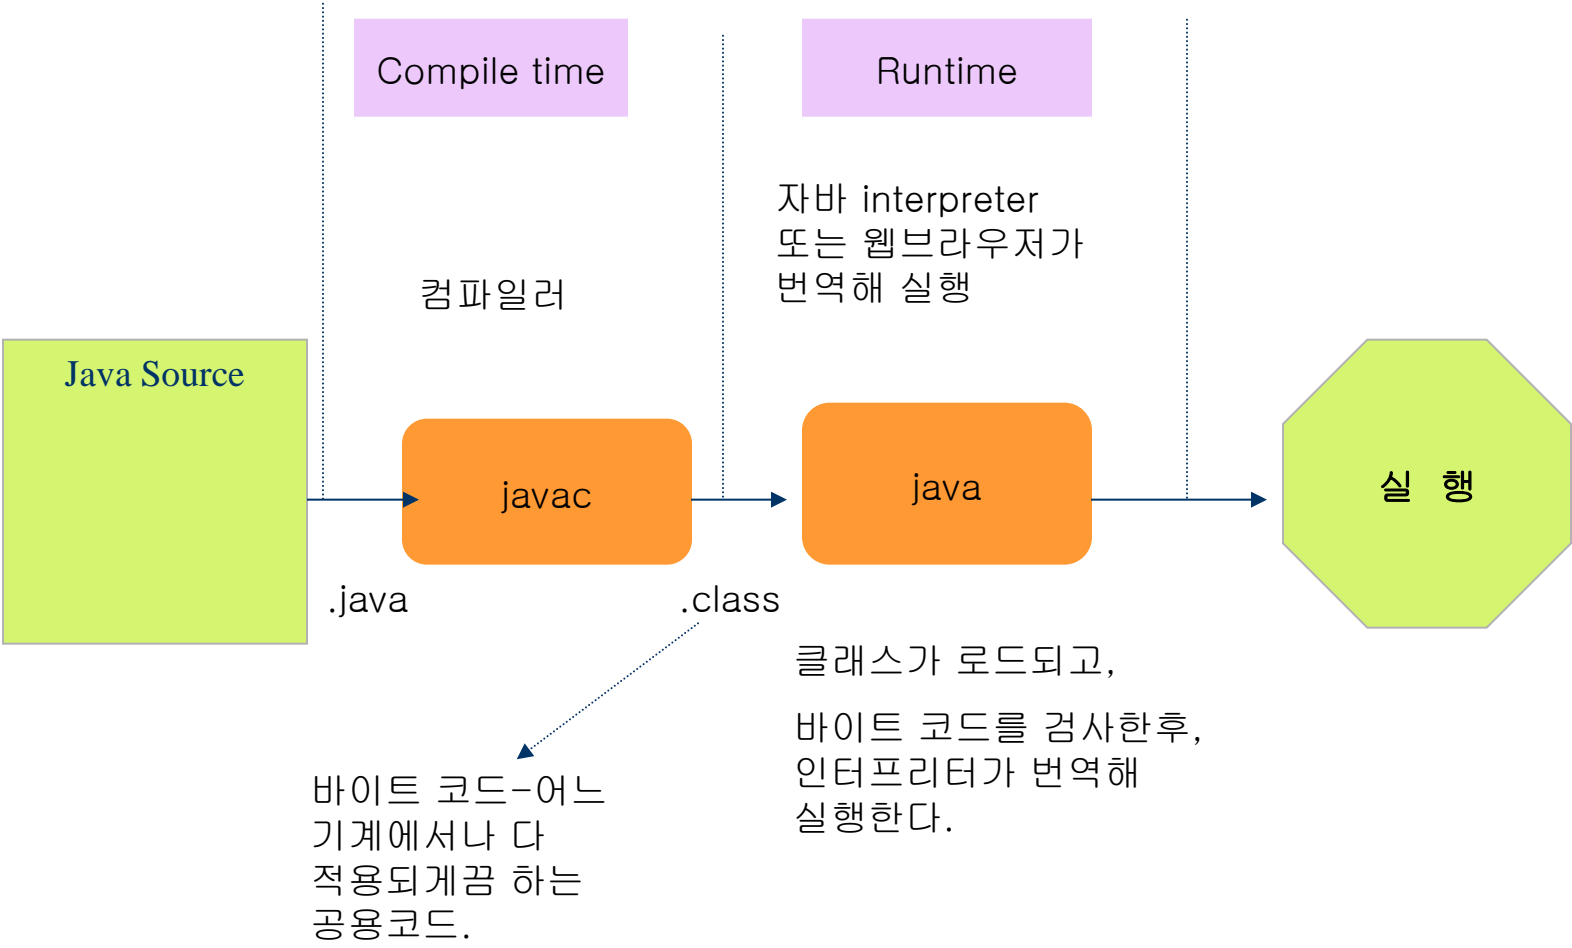 Compile time
Runtime
자바 interpreter
또는 웹브라우저가
번역해 실행
컴파일러
Java Source
javac
java
실 행
.java
.class
클래스가 로드되고,
바이트 코드를 검사한후,
인터프리터가 번역해
실행한다.
바이트 코드-어느
기계에서나 다
적용되게끔 하는
공용코드.